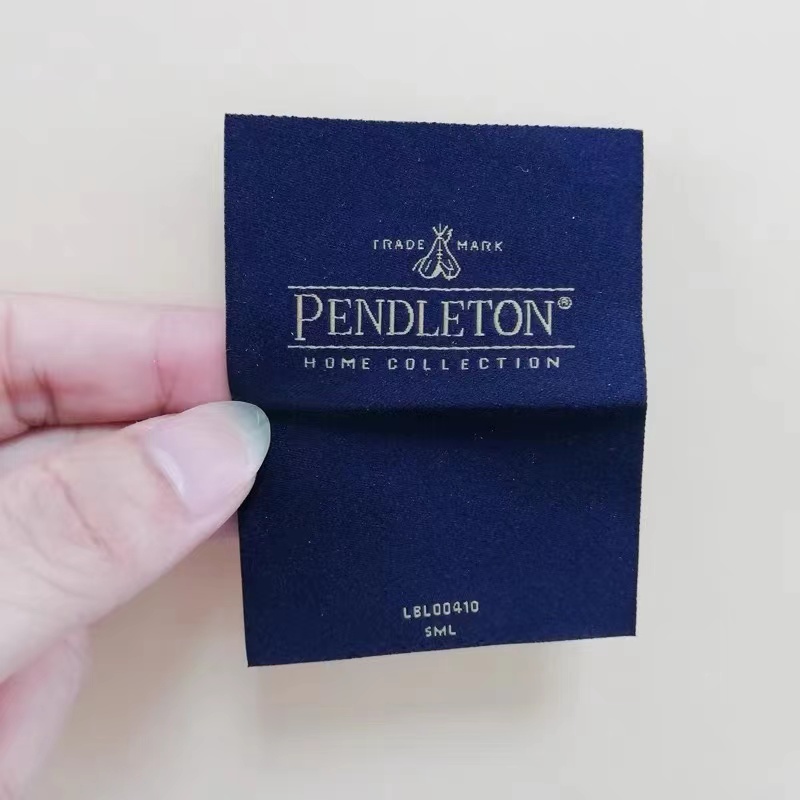 TRADE MARK
PENDLETON®
HOME COLLECTION
LBL00410
SML